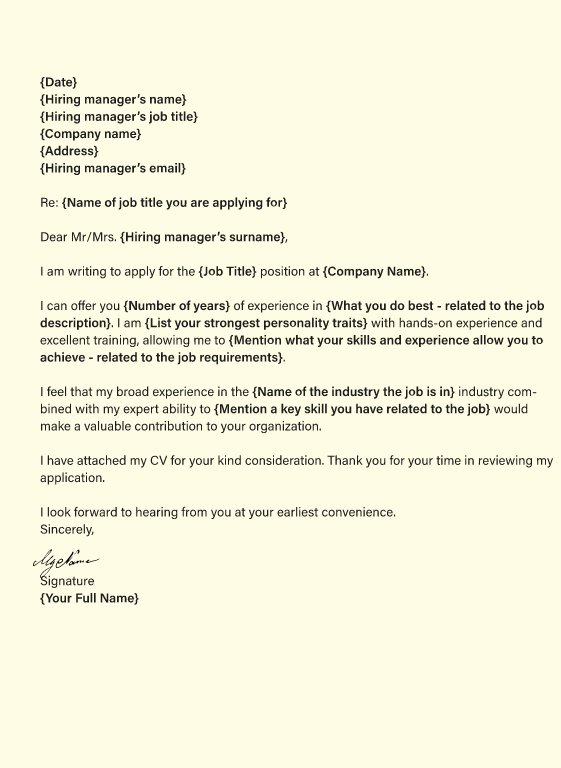 {Date}
{Hiring manager’s name}
{Hiring manager’s job title}
{Company name}
{Address}
{Hiring manager’s email}
Re: {Name of job title you are applying for}
Dear Mr/Mrs. {Hiring manager’s surname},
I am writing to apply for the {Job Title} position at {Company Name}.
I can offer you {Number of years} of experience in {What you do best - related to the job
description}. I am {List your strongest personality traits} with hands-on experience and
excellent training, allowing me to {Mention what your skills and experience allow you to
achieve - related to the job requirements}.
I feel that my broad experience in the {Name of the industry the job is in} industry com-
bined with my expert ability to {Mention a key skill you have related to the job} would
make a valuable contribution to your organization.
I have attached my CV for your kind consideration. Thank you for your time in reviewing my
application.
I look forward to hearing from you at your earliest convenience.
Sincerely,
Signature
{Your Full Name}